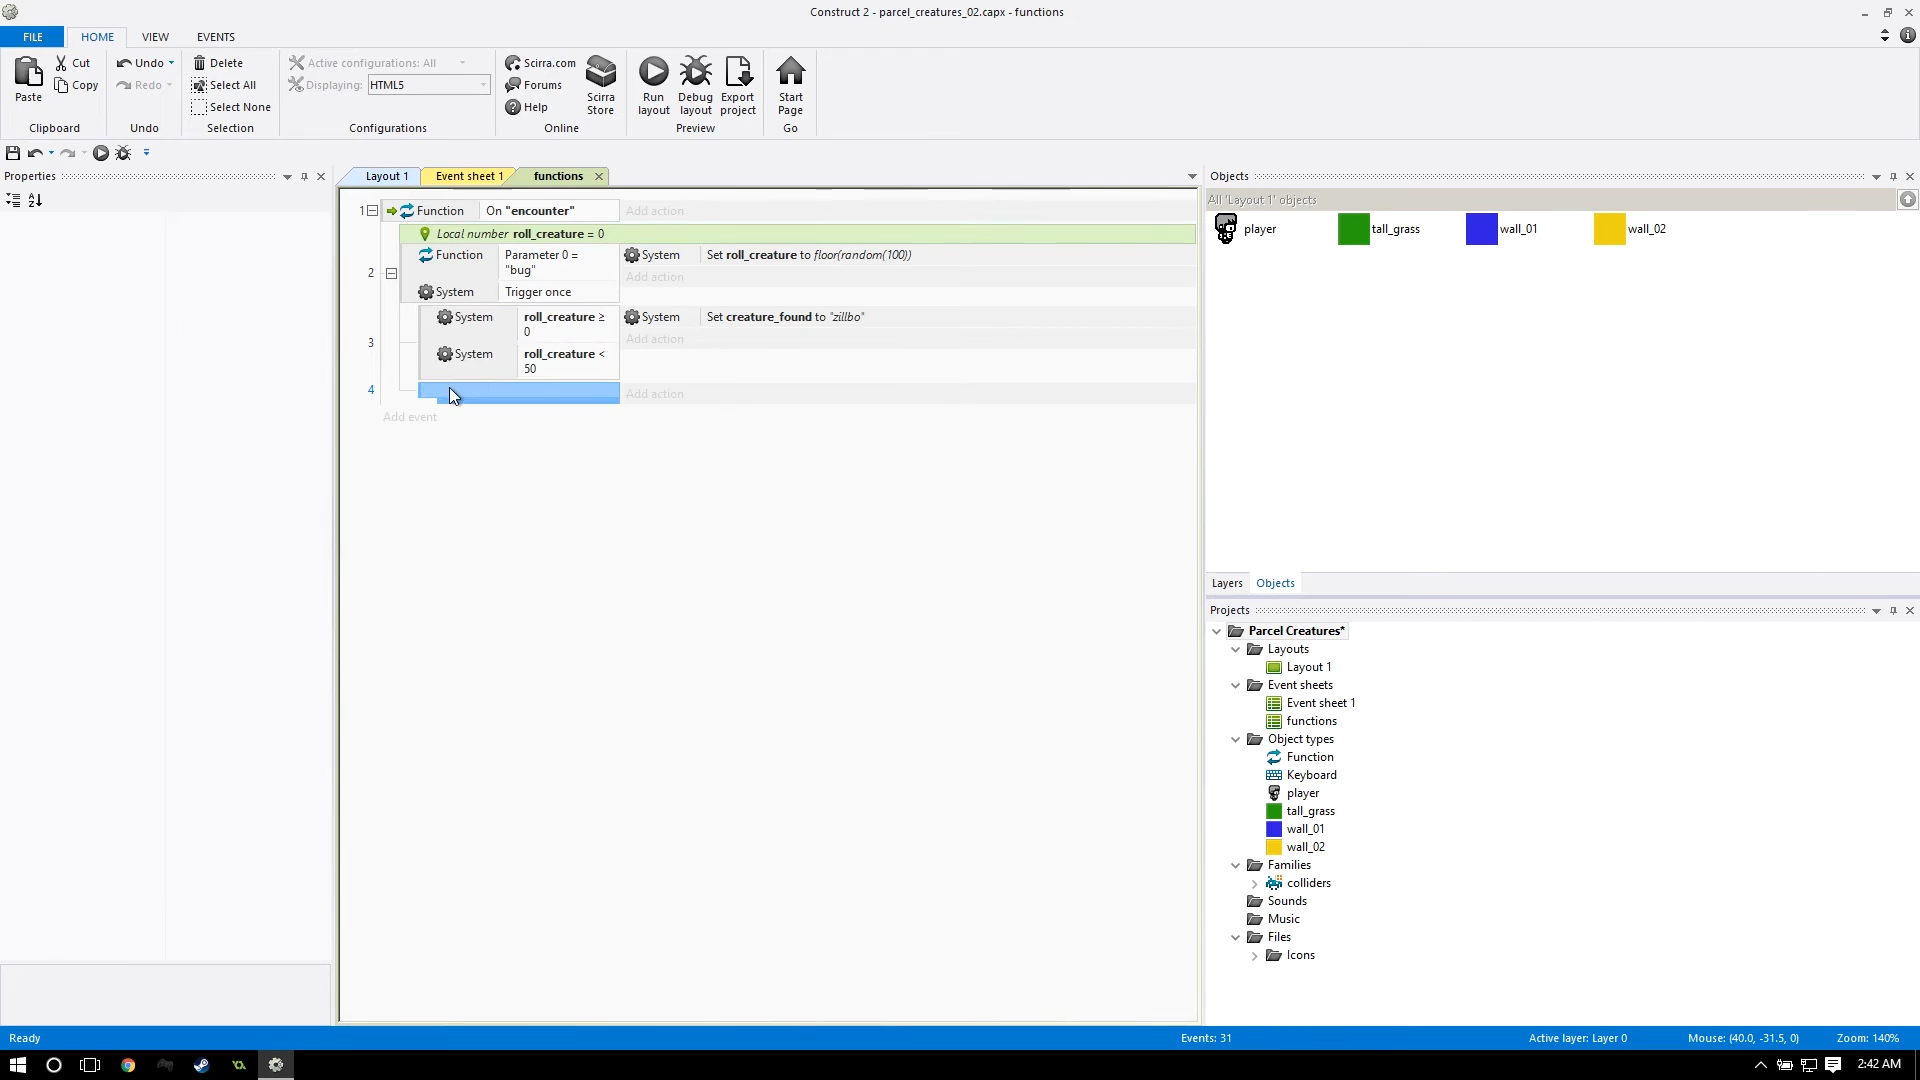 Construct 2 - parcel_creatures_02.capx - functions
FILE HOME VIEW EVENTS
Paste Cut Copy Clipboard
Undo Redo Undo
Delete Select All Select None Selection
Active configurations: All
Displaying: HTML5
Configurations
Scirra.com Forums Help Scirra Store Online
Run layout Debug layout Export project Preview
Start Page Go
Properties
Layout 1 Event sheet 1 functions
1 Function On "encounter" Add action
Local number roll_creature = 0
2 Function Parameter 0 = "bug" System Set roll_creature to floor(random(100))
Add action
System Trigger once
3 System roll_creature ≥ 0 System Set creature_found to "zillbo"
Add action
System roll_creature < 50
4 Add action
Add event
Objects
All 'Layout 1' objects
player tall_grass wall_01 wall_02
Layers Objects
Projects
Parcel Creatures*
Layouts
Layout 1
Event sheets
Event sheet 1
functions
Object types
Function
Keyboard
player
tall_grass
wall_01
wall_02
Families
colliders
Sounds
Music
Files
Icons
Ready Events: 31 Active layer: Layer 0 Mouse: (40.0, -31.5, 0) Zoom: 140%
2:42 AM